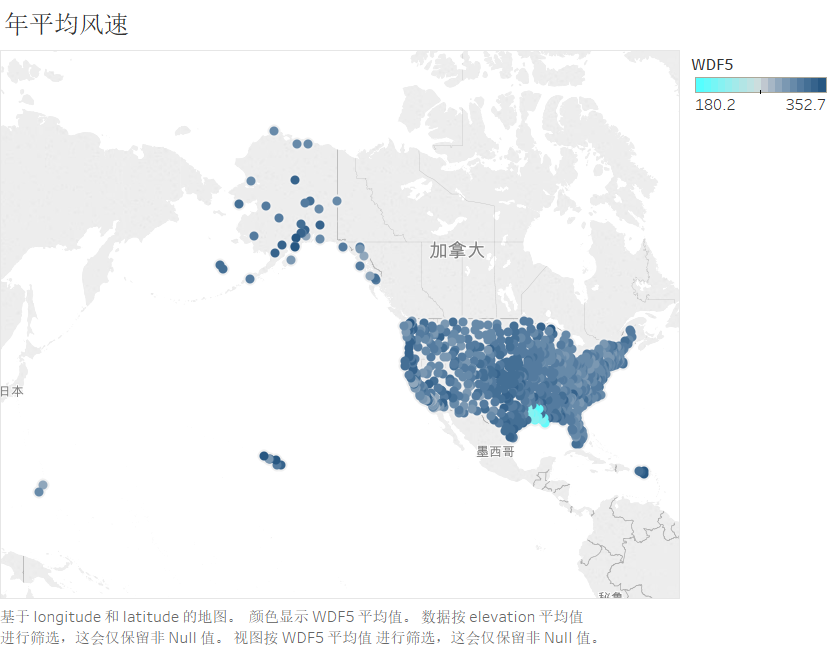 年平均风速
WDF5
180.2 352.7
加拿大
日本
墨西哥
秘鲁
基于 longitude 和 latitude 的地图。 颜色显示 WDF5 平均值。 数据按 elevation 平均值
进行筛选，这会仅保留非 Null 值。 视图按 WDF5 平均值 进行筛选，这会仅保留非 Null 值。